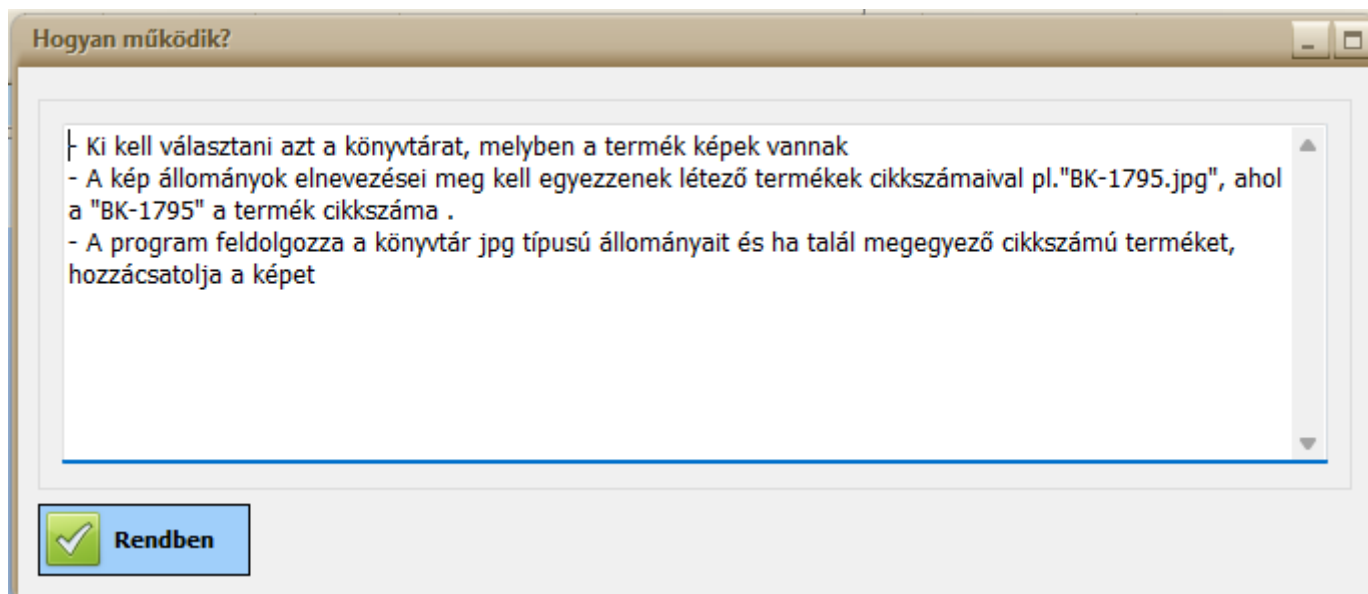 Hogyan működik?
- Ki kell választani azt a könyvtárat, melyben a termék képek vannak
- A kép állományok elnevezései meg kell egyezzenek létező termékek cikkszámaival pl."BK-1795.jpg", ahol
a "BK-1795" a termék cikkszáma .
- A program feldolgozza a könyvtár jpg típusú állományait és ha talál megegyező cikkszámú terméket,
hozzácsatolja a képet
Rendben